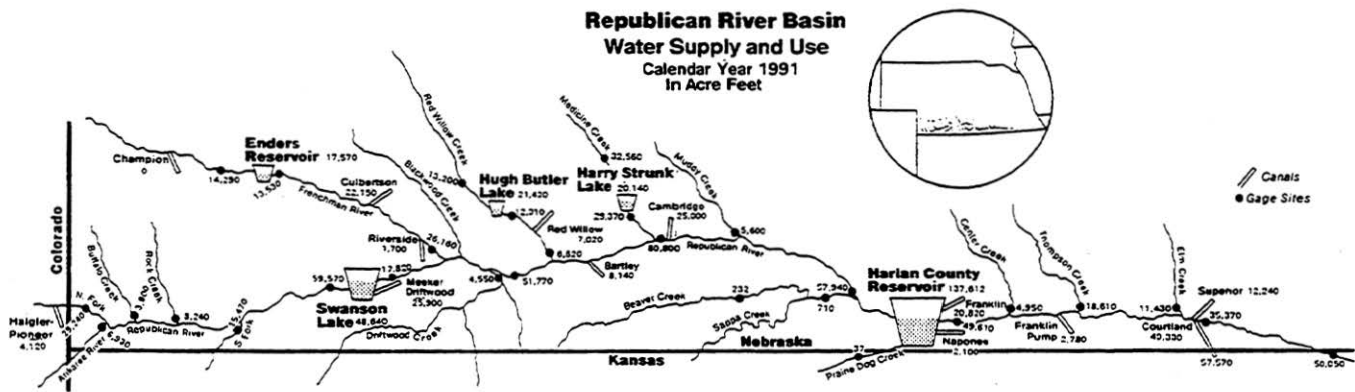 Republican River Basin
Water Supply and Use
Calendar Year 1991
In Acre Feet
Canals
Gage Sites
Colorado
Champion
14,290
Enders
Reservoir 17,570
13,530
Culbertson
22,150
Frenchman River
Riverside
1,700
26,160
Blackwood Creek
Red Willow Creek
13,200
Hugh Butler
Lake 21,420
12,310
Red Willow
7,020
6,820
Medicine Creek
32,560
Harry Strunk
Lake 20,140
29,370
Cambridge
25,000
80,800
Republican River
Muddy Creek
5,600
Bartley
8,140
51,770
4,550
17,820
Meeker
Driftwood
25,900
59,570
Swanson
Lake 48,640
Driftwood Creek
Buffalo Creek
Rock Creek
3,240
N. Fork
Haigler-
Pioneer
4,120
Arikaree River
Republican River
S. Fork
Beaver Creek
232
Sappa Creek
57,940
710
Nebraska
Kansas
37
Prairie Dog Creek
Harlan County
Reservoir
137,612
Franklin
20,820
49,610
Naponee
2,100
Center Creek
4,950
Franklin
Pump 2,780
Thompson Creek
18,610
Elm Creek
11,430
Superior 12,240
35,370
Courtland
57,570
50,050